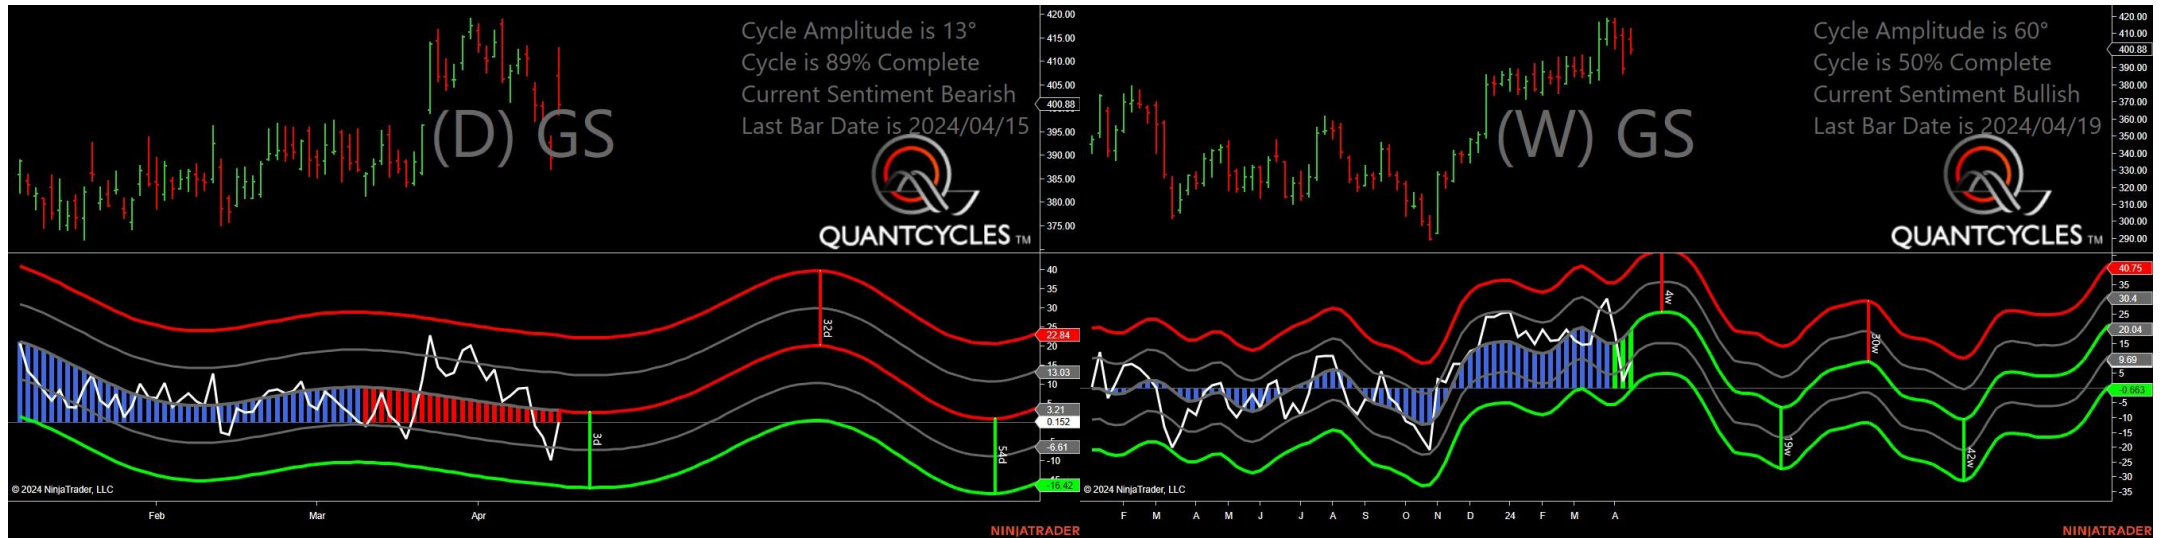 Cycle Amplitude is 13°
Cycle is 89% Complete
Current Sentiment Bearish
Last Bar Date is 2024/04/15
(D) GS
QUANTCYCLES TM
420.00
415.00
410.00
405.00
400.88
395.00
390.00
385.00
380.00
375.00
40
35
30
22.84
20
15
13.03
10
3.21
0.152
-6.61
-10
-16.42
32d
3d
54d
© 2024 NinjaTrader, LLC
Feb Mar Apr
NINJATRADER
Cycle Amplitude is 60°
Cycle is 50% Complete
Current Sentiment Bullish
Last Bar Date is 2024/04/19
(W) GS
QUANTCYCLES TM
420.00
410.00
400.88
390.00
380.00
370.00
360.00
350.00
340.00
330.00
320.00
310.00
300.00
290.00
40.75
30.4
25
20.04
15
9.69
5
-0.663
-5
-10
-15
-20
-25
-30
-35
4w
19w
42w
© 2024 NinjaTrader, LLC
F M A M J J A S O N D 24 F M A
NINJATRADER